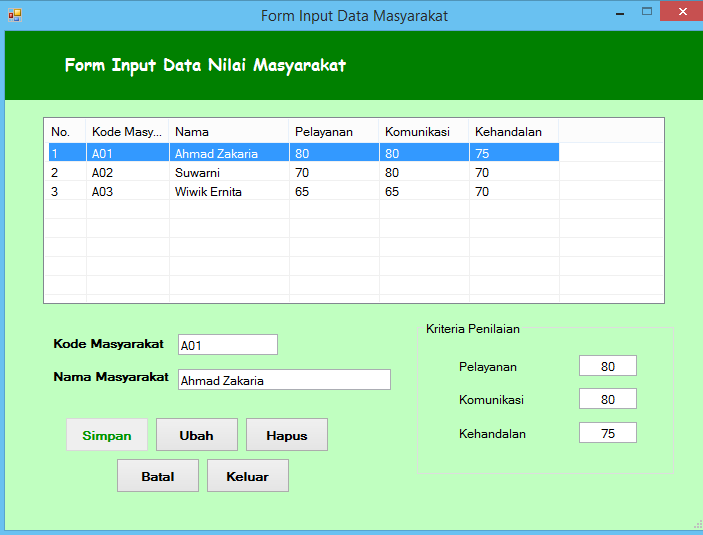 Form Input Data Masyarakat
Form Input Data Nilai Masyarakat
No. Kode Masy... Nama Pelayanan Komunikasi Kehandalan
1 A01 Ahmad Zakaria 80 80 75
2 A02 Suwarni 70 80 70
3 A03 Wiwik Ernita 65 65 70
Kode Masyarakat A01
Nama Masyarakat Ahmad Zakaria
Simpan Ubah Hapus
Batal Keluar
Kriteria Penilaian
Pelayanan 80
Komunikasi 80
Kehandalan 75